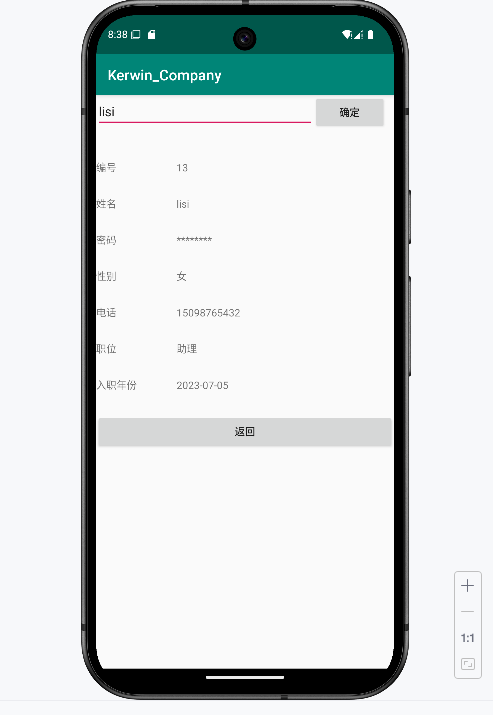 8:38
Kerwin_Company
lisi 确定
编号 13
姓名 lisi
密码 ********
性别 女
电话 15098765432
职位 助理
入职年份 2023-07-05
返回
1:1